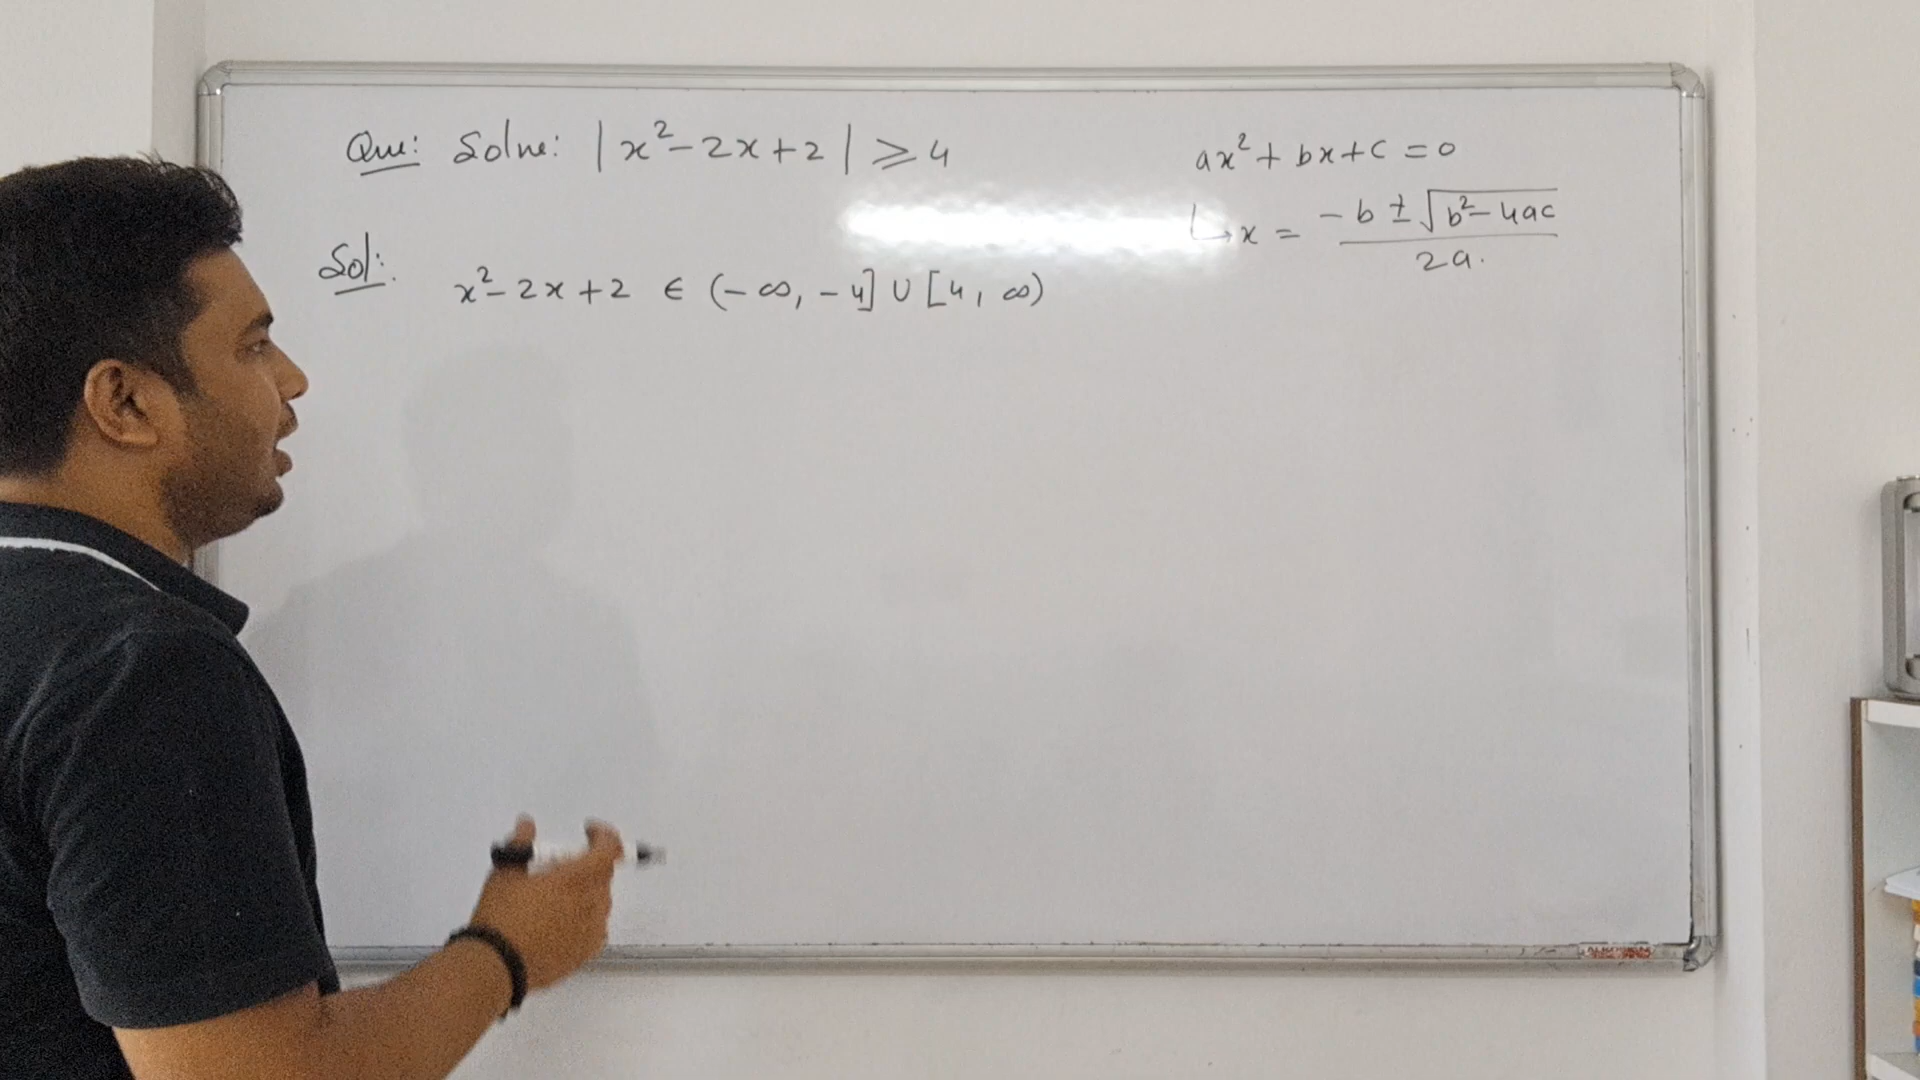 Que: Solve: |x²-2x+2| ⩾ 4
Sol: x²-2x+2 ∈ (-∞, -4] ∪ [4, ∞)
ax²+bx+c=0
↳ x = (-b±√(b²-4ac))/2a.